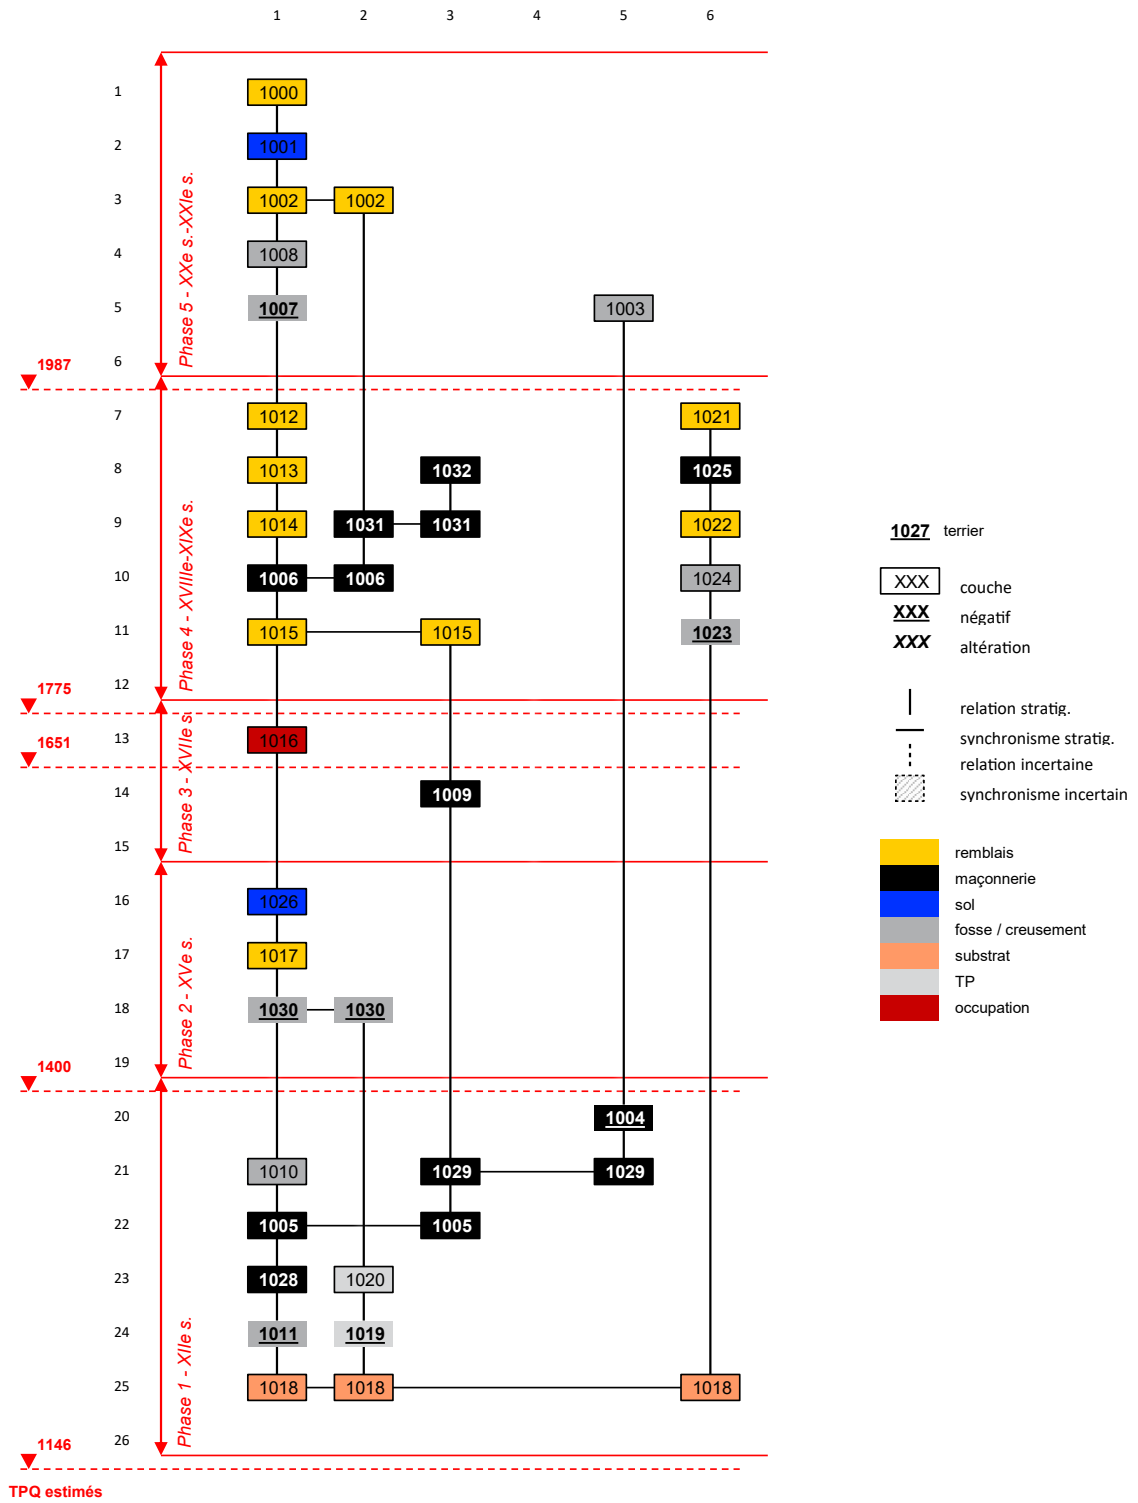 1 2 3 4 5 6
1 1000
2 1001
3 1002 1002
4 1008
5 1007 1003
6
1987
7 1012 1021
8 1013 1032 1025
9 1014 1031 1031 1022
10 1006 1006 1024
11 1015 1015 1023
12
1775
13 1016
1651
14 1009
15
16 1026
17 1017
18 1030 1030
19
1400
20 1004
21 1010 1029 1029
22 1005 1005
23 1028 1020
24 1011 1019
25 1018 1018 1018
26
1146
TPQ estimés
Phase 5 - XXe s.-XXIe s.
Phase 4 - XVIIIe-XIXe s.
Phase 3 - XVIIe s.
Phase 2 - XVe s.
Phase 1 - XIIe s.
1027 terrier
XXX couche
XXX négatif
XXX altération
relation stratig.
synchronisme stratig.
relation incertaine
synchronisme incertain
remblais
maçonnerie
sol
fosse / creusement
substrat
TP
occupation